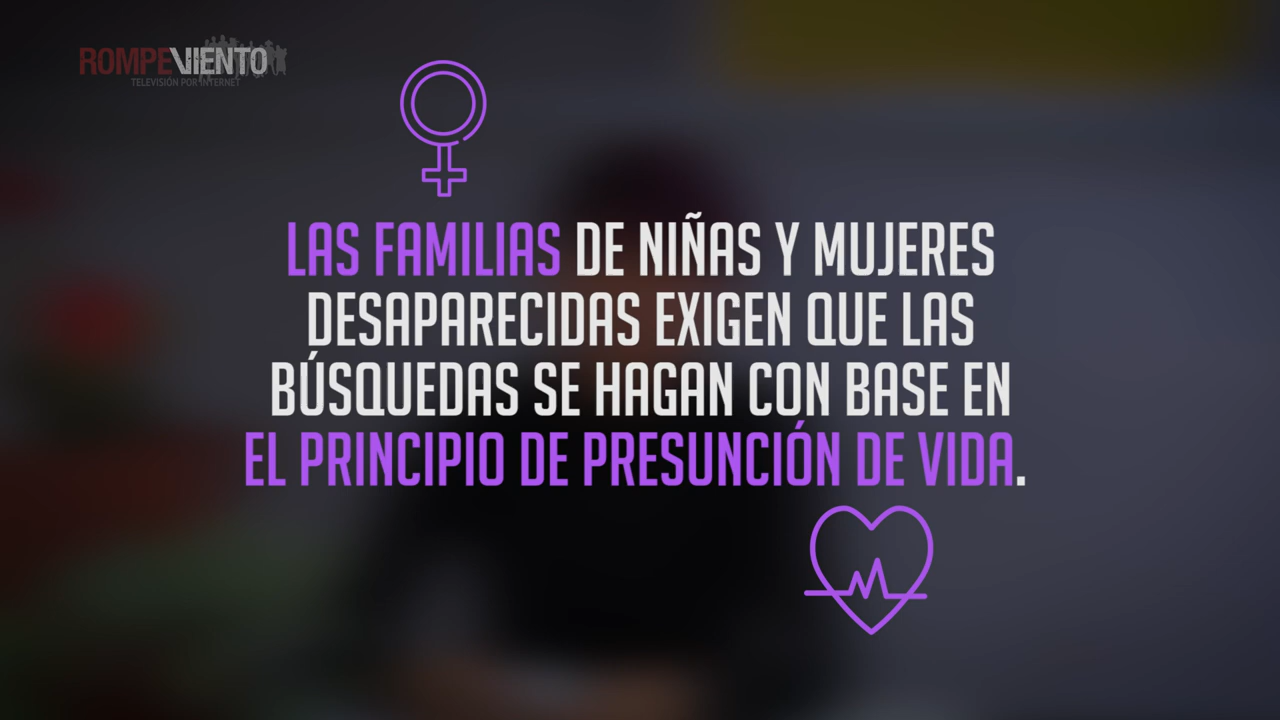 ROMPEVIENTO
TELEVISIÓN POR INTERNET
LAS FAMILIAS DE NIÑAS Y MUJERES
DESAPARECIDAS EXIGEN QUE LAS
BÚSQUEDAS SE HAGAN CON BASE EN
EL PRINCIPIO DE PRESUNCIÓN DE VIDA.